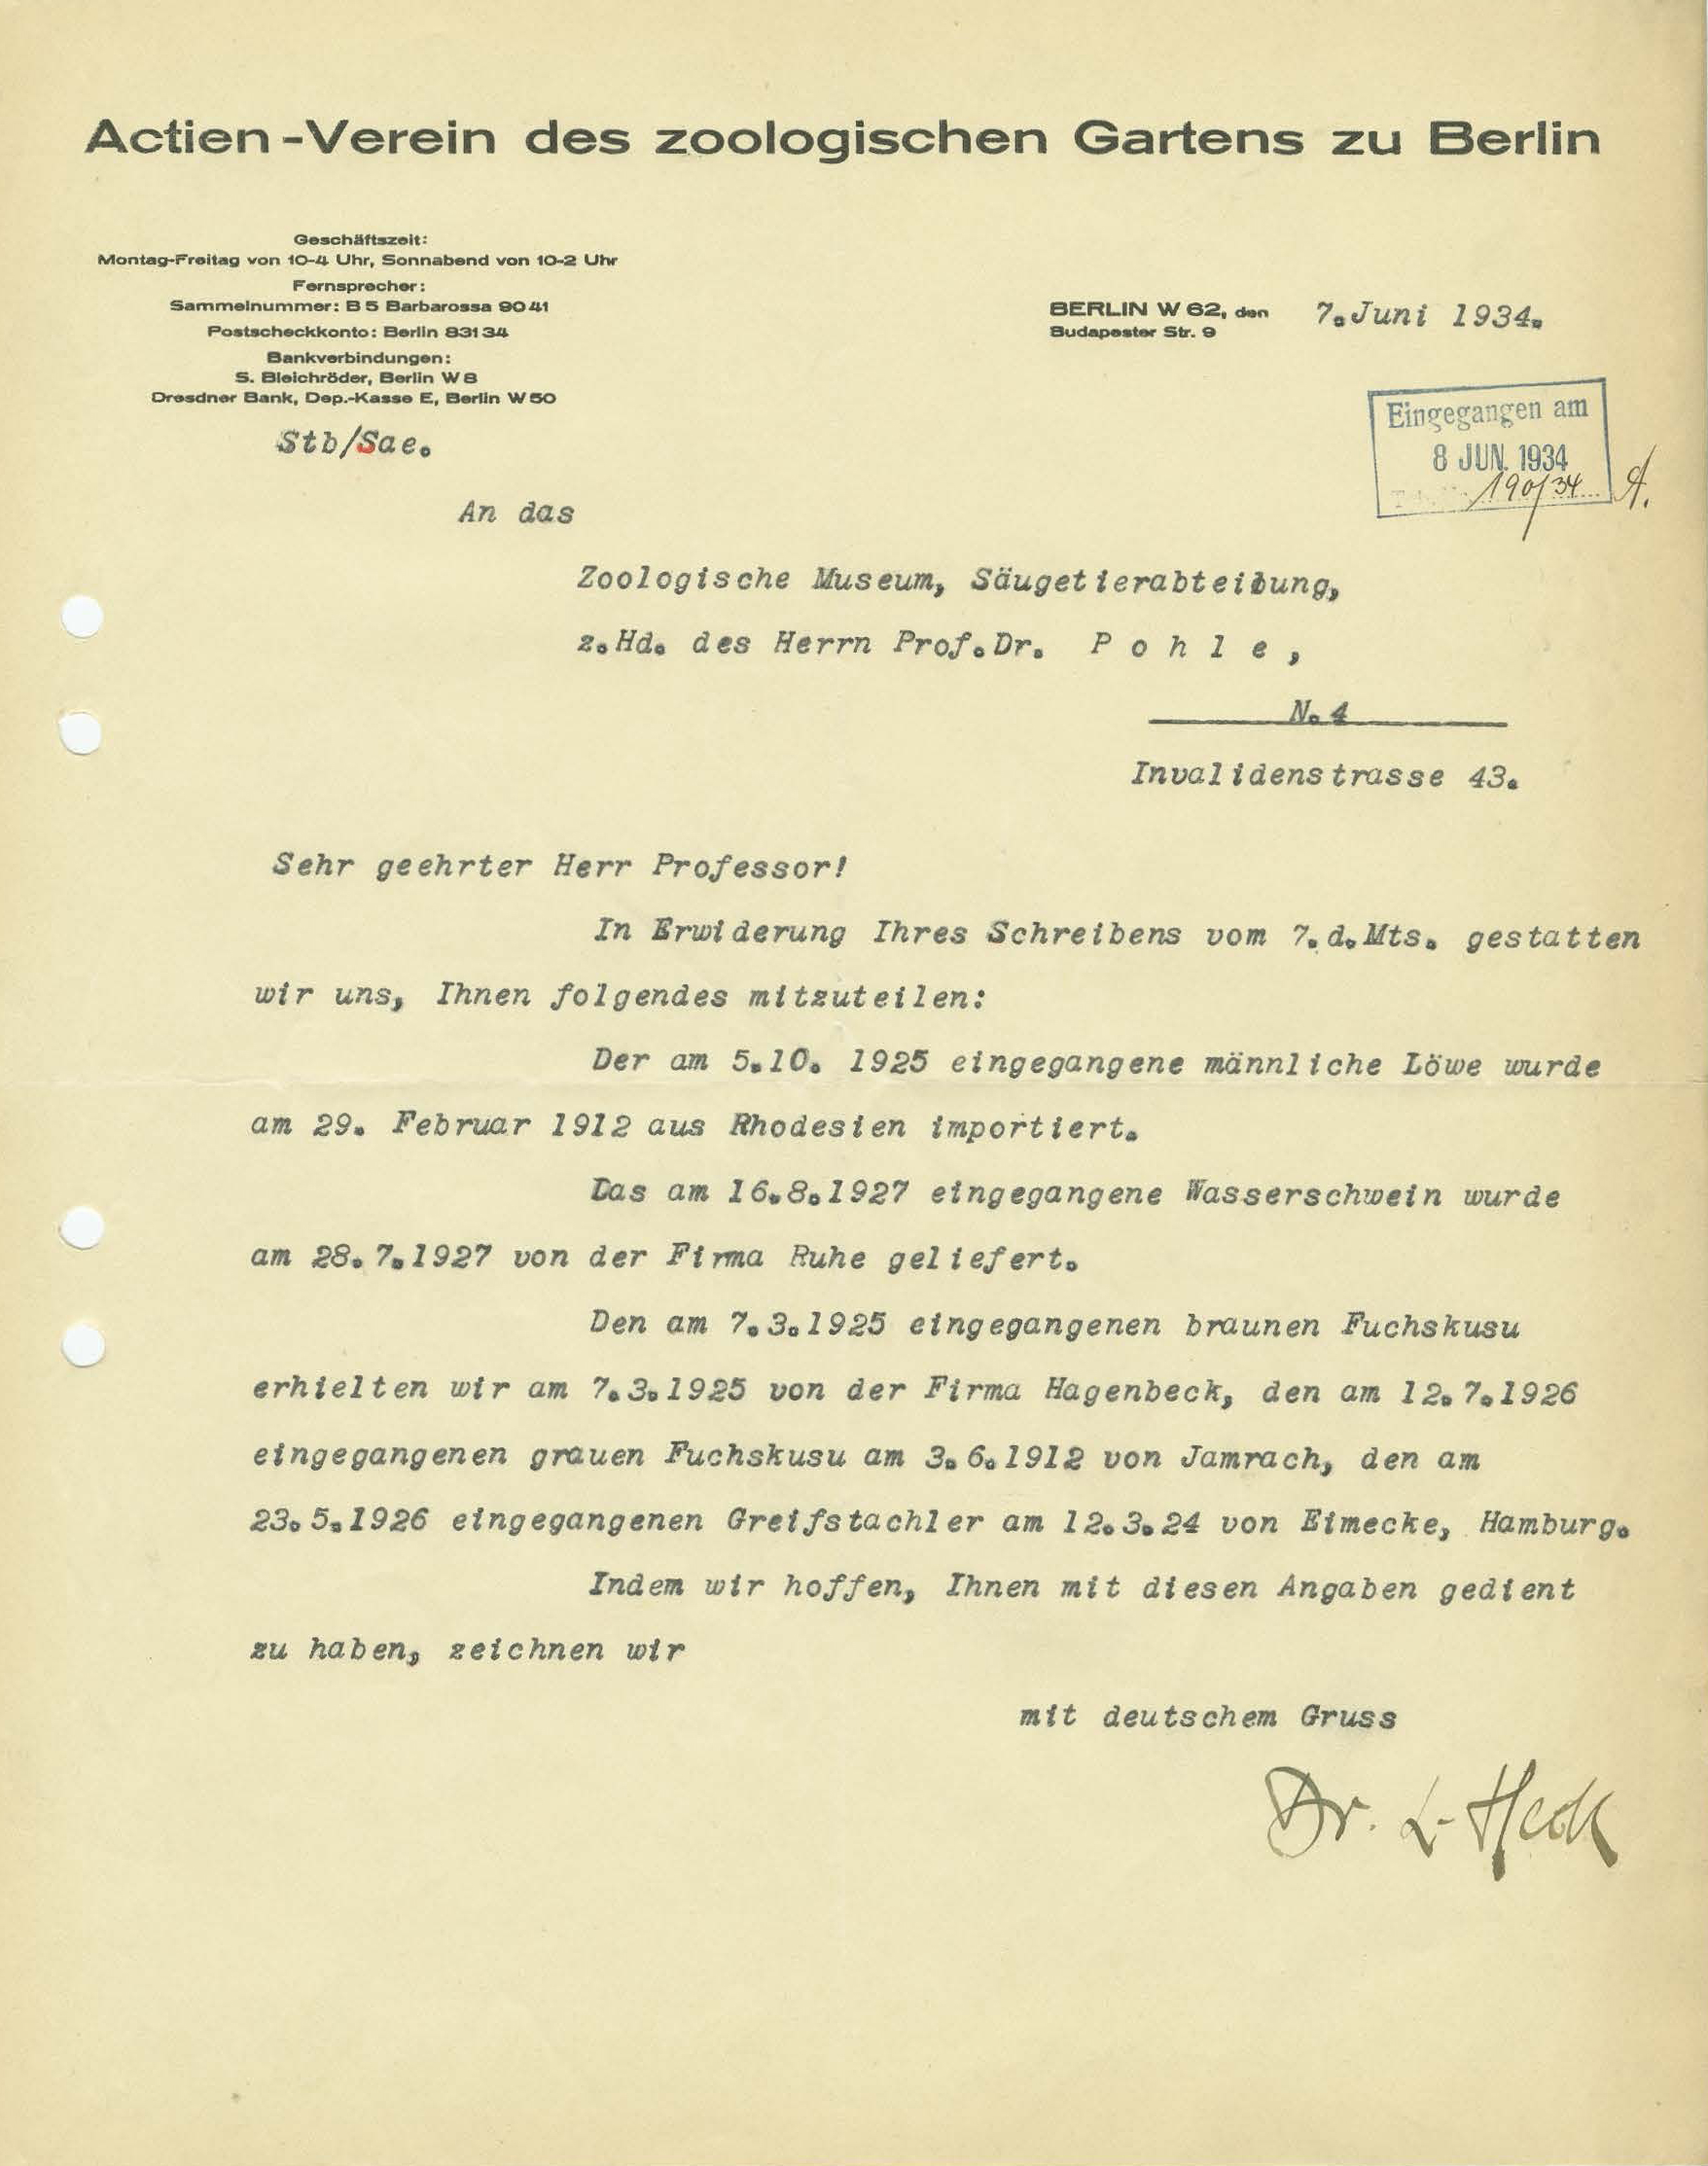 Actien-Verein des zoologischen Gartens zu Berlin
Geschäftszeit:
Montag-Freitag von 10-4 Uhr, Sonnabend von 10-2 Uhr
Fernsprecher:
Sammelnummer: B 5 Barbarossa 9041
Postscheckkonto: Berlin 83134
Bankverbindungen:
S. Bleichröder, Berlin W 8
Dresdner Bank, Dep.-Kasse E, Berlin W 50
BERLIN W 62, den 7.Juni 1934.
Budapester Str. 9
Stb/Sae.
Eingegangen am
8 JUN. 1934
190/34 A.
An das
Zoologische Museum, Säugetierabteibung,
z.Hd. des Herrn Prof.Dr. P o h l e ,
N. 4
Invalidenstrasse 43.
Sehr geehrter Herr Professor!
In Erwiderung Ihres Schreibens vom 7.d.Mts. gestatten
wir uns, Ihnen folgendes mitzuteilen:
Der am 5.10. 1925 eingegangene männliche Löwe wurde
am 29. Februar 1912 aus Rhodesien importiert.
Das am 16.8.1927 eingegangene Wasserschwein wurde
am 28.7.1927 von der Firma Ruhe geliefert.
Den am 7.3.1925 eingegangenen braunen Fuchskusu
erhielten wir am 7.3.1925 von der Firma Hagenbeck, den am 12.7.1926
eingegangenen grauen Fuchskusu am 3.6.1912 von Jamrach, den am
23.5.1926 eingegangenen Greifstachler am 12.3.24 von Eimecke, Hamburg.
Indem wir hoffen, Ihnen mit diesen Angaben gedient
zu haben, zeichnen wir
mit deutschem Gruss
Dr. L. Heck